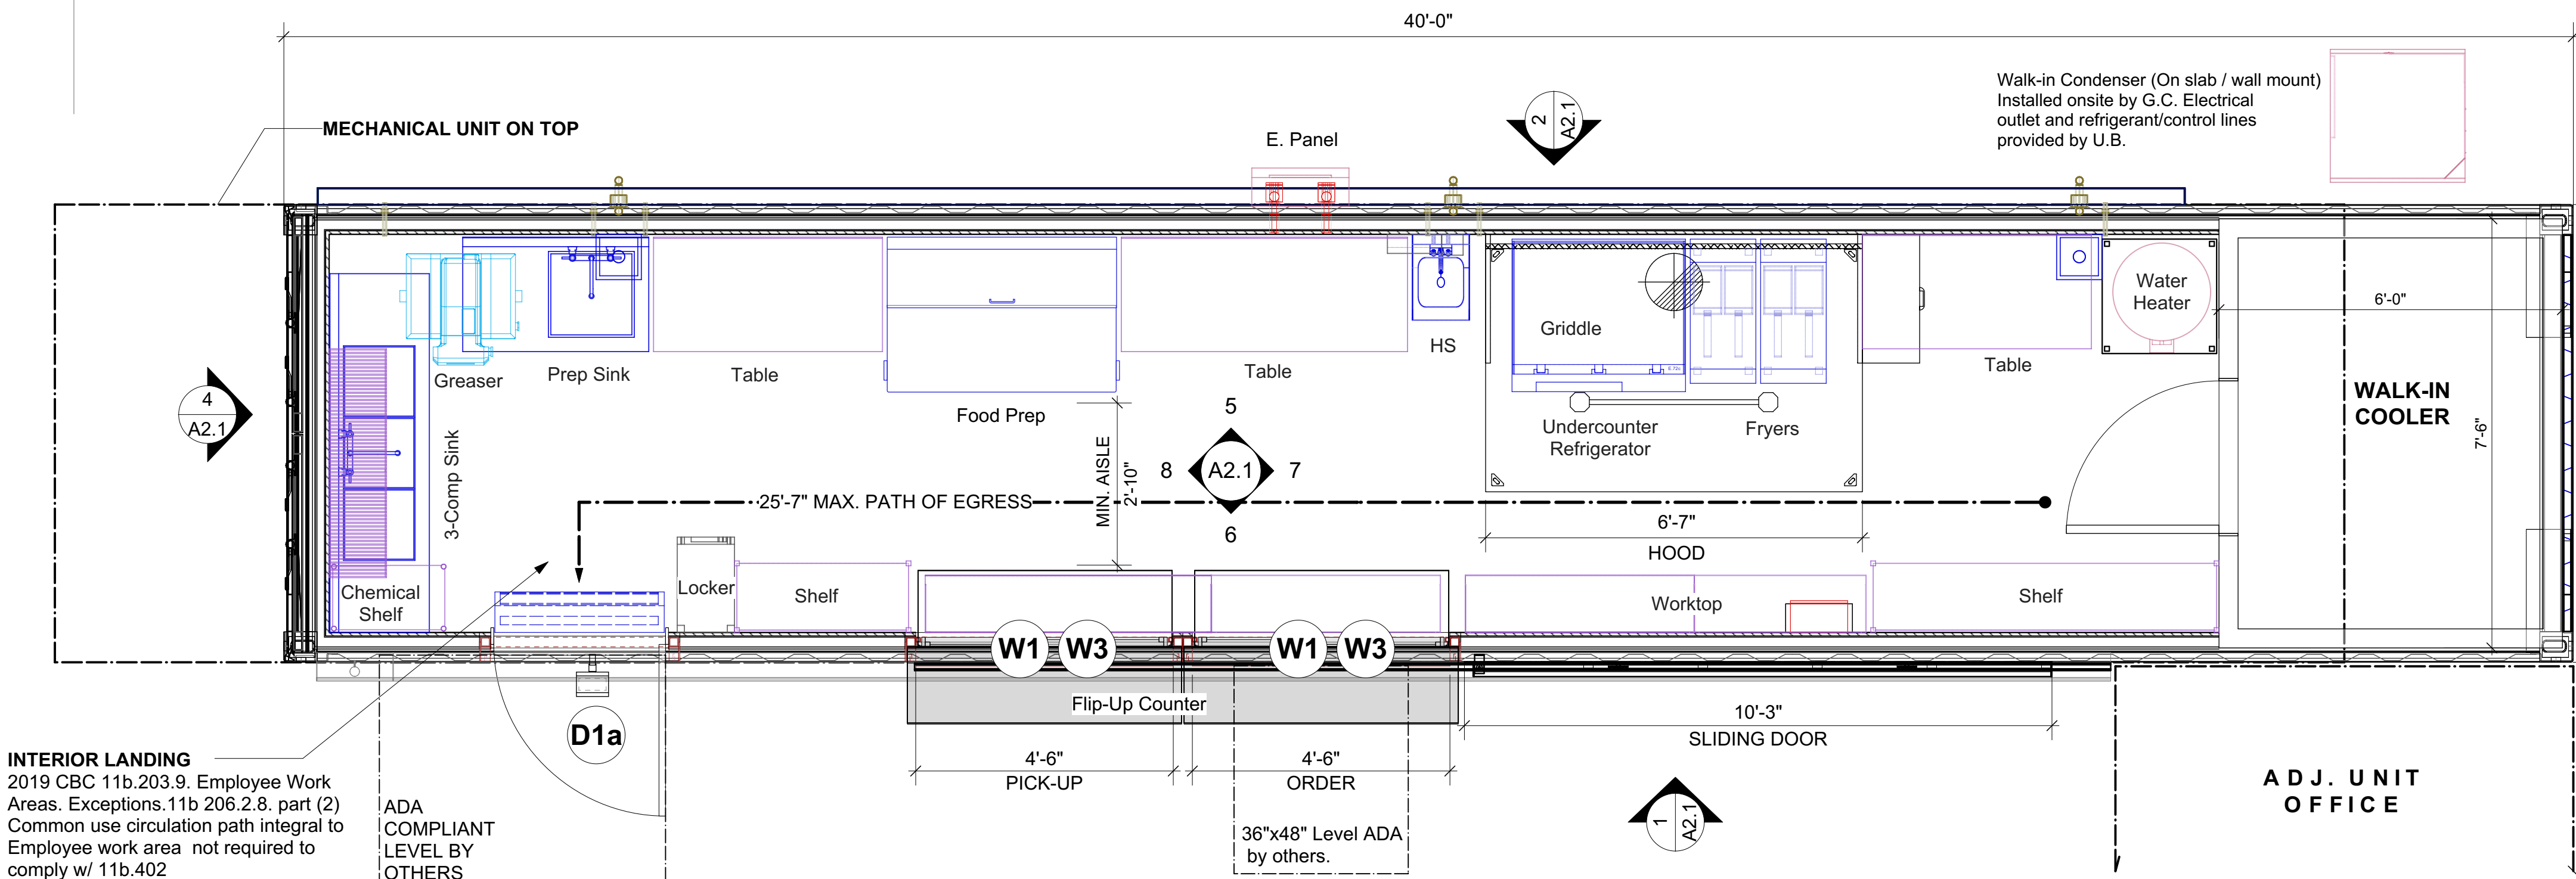 40'-0"
Walk-in Condenser (On slab / wall mount)
Installed onsite by G.C. Electrical
outlet and refrigerant/control lines
provided by U.B.
MECHANICAL UNIT ON TOP
E. Panel
2
A2.1
4
A2.1
Greaser
Prep Sink
Table
Food Prep
Table
HS
Griddle
Undercounter
Refrigerator
Fryers
Table
Water
Heater
6'-0"
7'-6"
WALK-IN
COOLER
3-Comp Sink
MIN. AISLE
2'-10"
5
8
A2.1
7
6
25'-7" MAX. PATH OF EGRESS
6'-7"
HOOD
Chemical
Shelf
Locker
Shelf
Worktop
Shelf
W1
W3
W1
W3
Flip-Up Counter
D1a
4'-6"
PICK-UP
4'-6"
ORDER
10'-3"
SLIDING DOOR
INTERIOR LANDING
2019 CBC 11b.203.9. Employee Work
Areas. Exceptions.11b 206.2.8. part (2)
Common use circulation path integral to
Employee work area not required to
comply w/ 11b.402
ADA
COMPLIANT
LEVEL BY
OTHERS
36"x48" Level ADA
by others.
1
A2.1
ADJ. UNIT
OFFICE